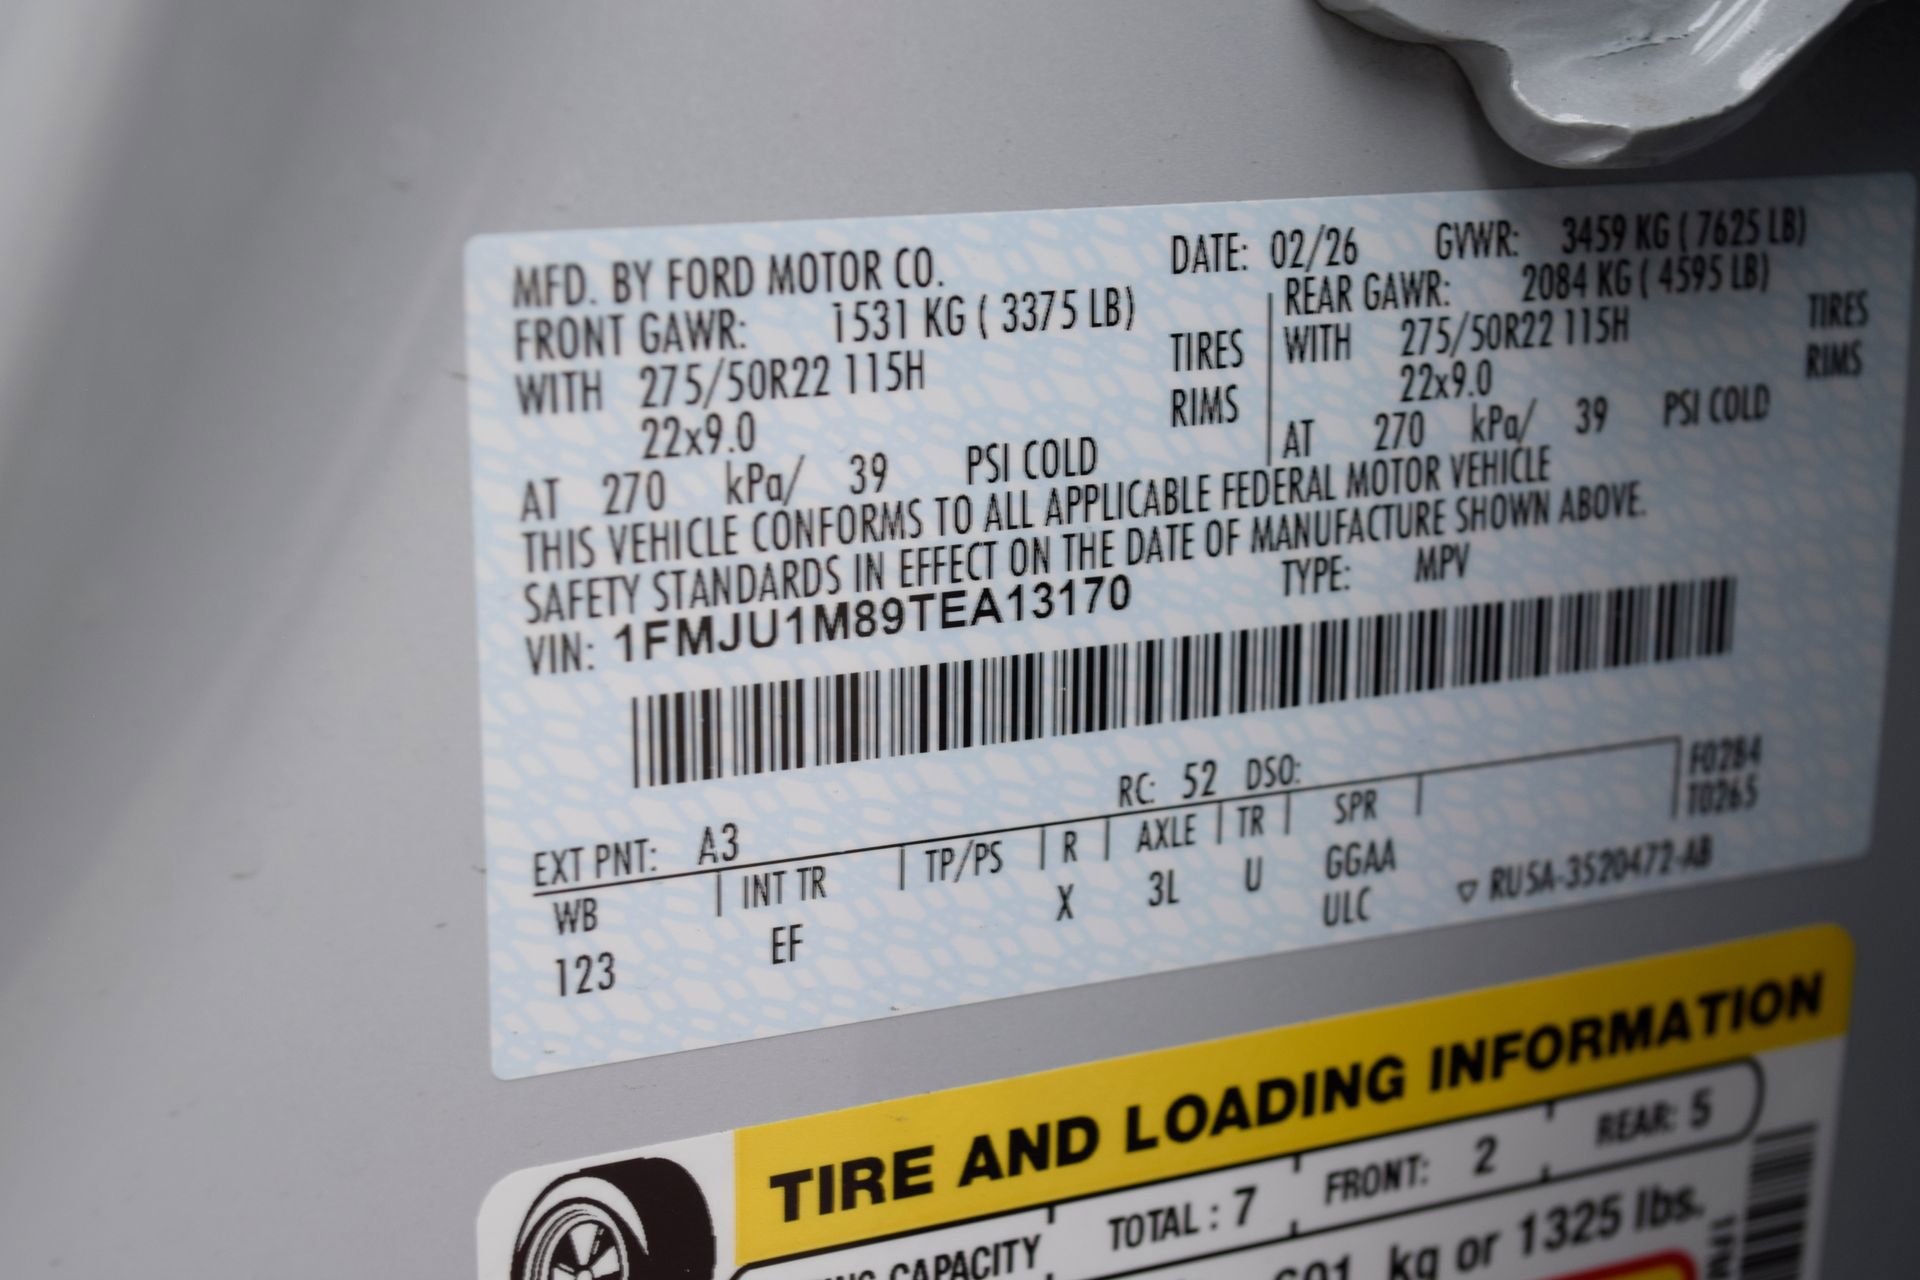 MFD. BY FORD MOTOR CO. DATE: 02/26 GVWR: 3459 KG ( 7625 LB)
FRONT GAWR: 1531 KG ( 3375 LB) REAR GAWR: 2084 KG ( 4595 LB)
WITH 275/50R22 115H TIRES WITH 275/50R22 115H TIRES
22x9.0 RIMS 22x9.0 RIMS
AT 270 kPa/ 39 PSI COLD AT 270 kPa/ 39 PSI COLD
THIS VEHICLE CONFORMS TO ALL APPLICABLE FEDERAL MOTOR VEHICLE
SAFETY STANDARDS IN EFFECT ON THE DATE OF MANUFACTURE SHOWN ABOVE.
VIN: 1FMJU1M89TEA13170 TYPE: MPV
F0284
T0265
EXT PNT: A3 RC: 52 DSO:
WB INT TR TP/PS R AXLE TR SPR
123 EF X 3L U GGAA
ULC
▽ RU5A-3520472-AB
TIRE AND LOADING INFORMATION
CAPACITY TOTAL : 7 FRONT: 2 REAR: 5
601 kg or 1325 lbs.